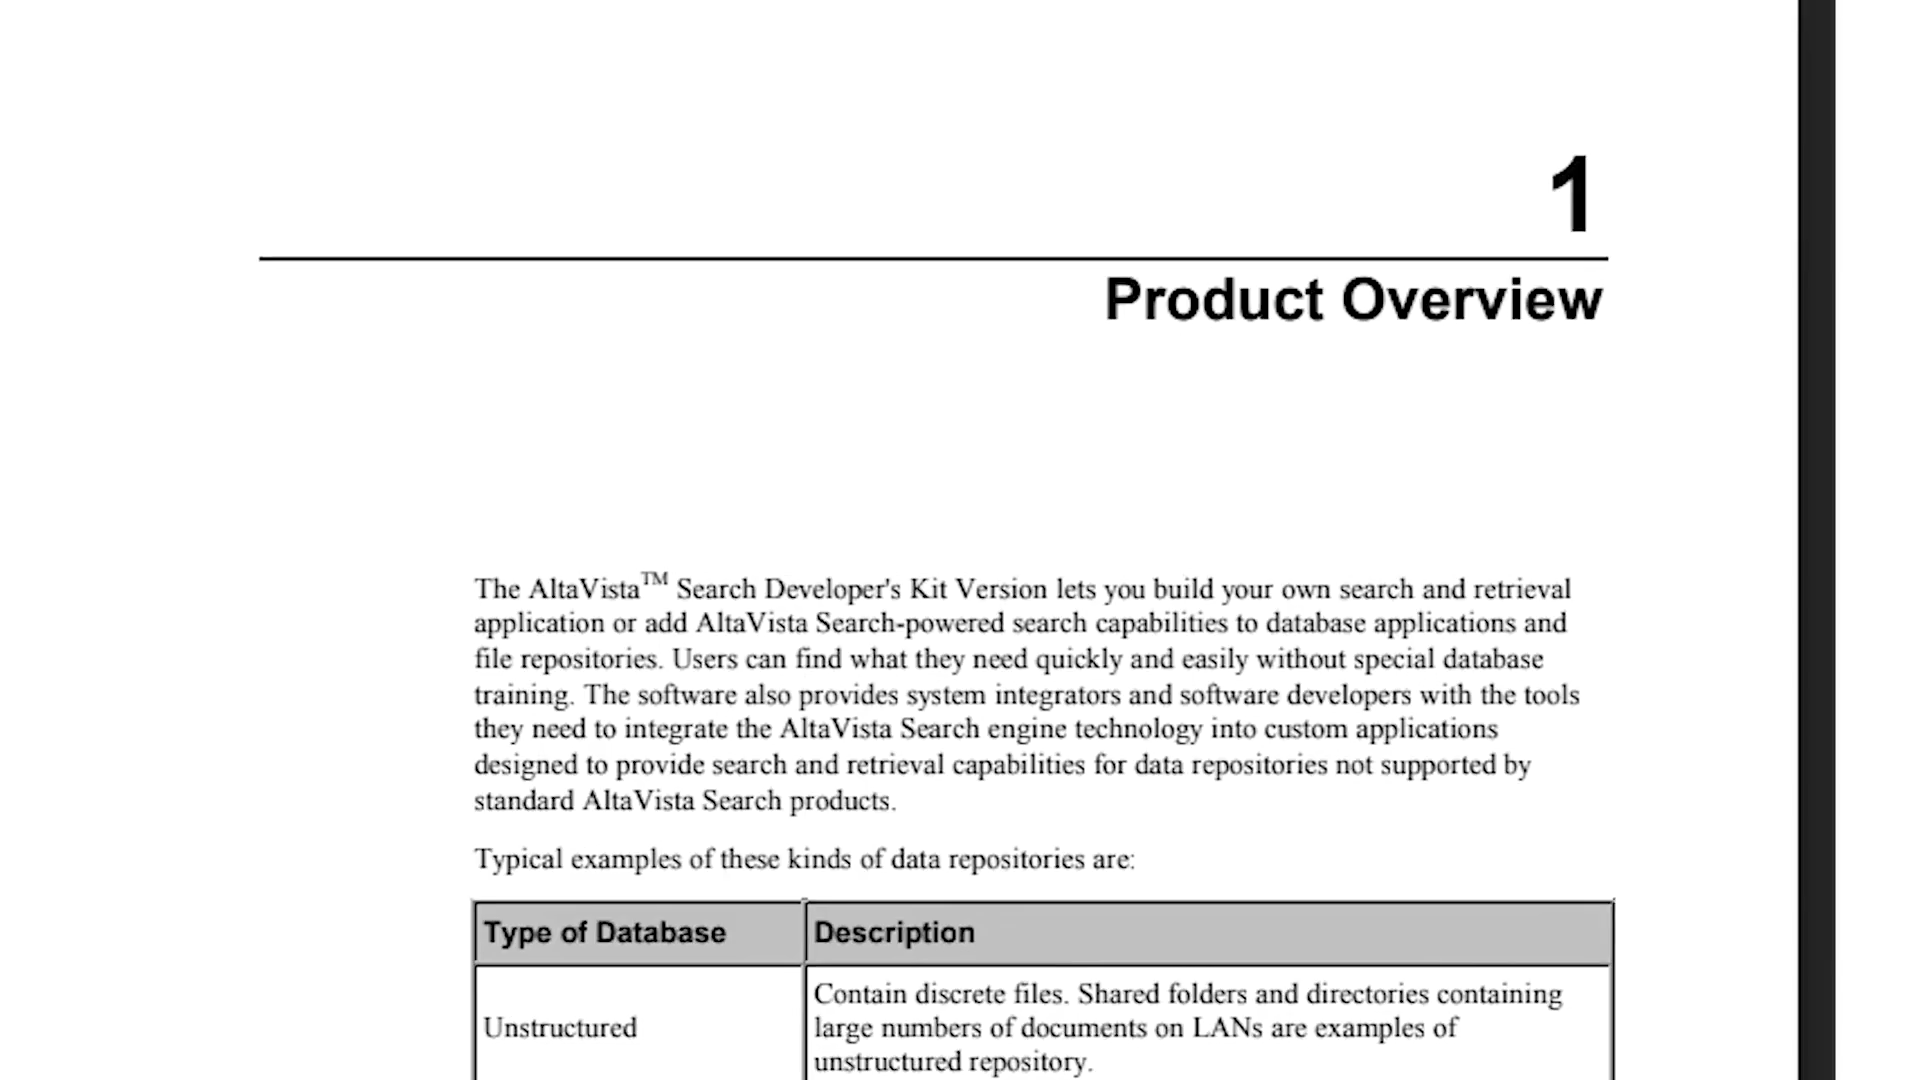 1
Product Overview
The AltaVista™ Search Developer's Kit Version lets you build your own search and retrieval
application or add AltaVista Search-powered search capabilities to database applications and
file repositories. Users can find what they need quickly and easily without special database
training. The software also provides system integrators and software developers with the tools
they need to integrate the AltaVista Search engine technology into custom applications
designed to provide search and retrieval capabilities for data repositories not supported by
standard AltaVista Search products.
Typical examples of these kinds of data repositories are:
Type of Database Description
Unstructured Contain discrete files. Shared folders and directories containing
large numbers of documents on LANs are examples of
unstructured repository.